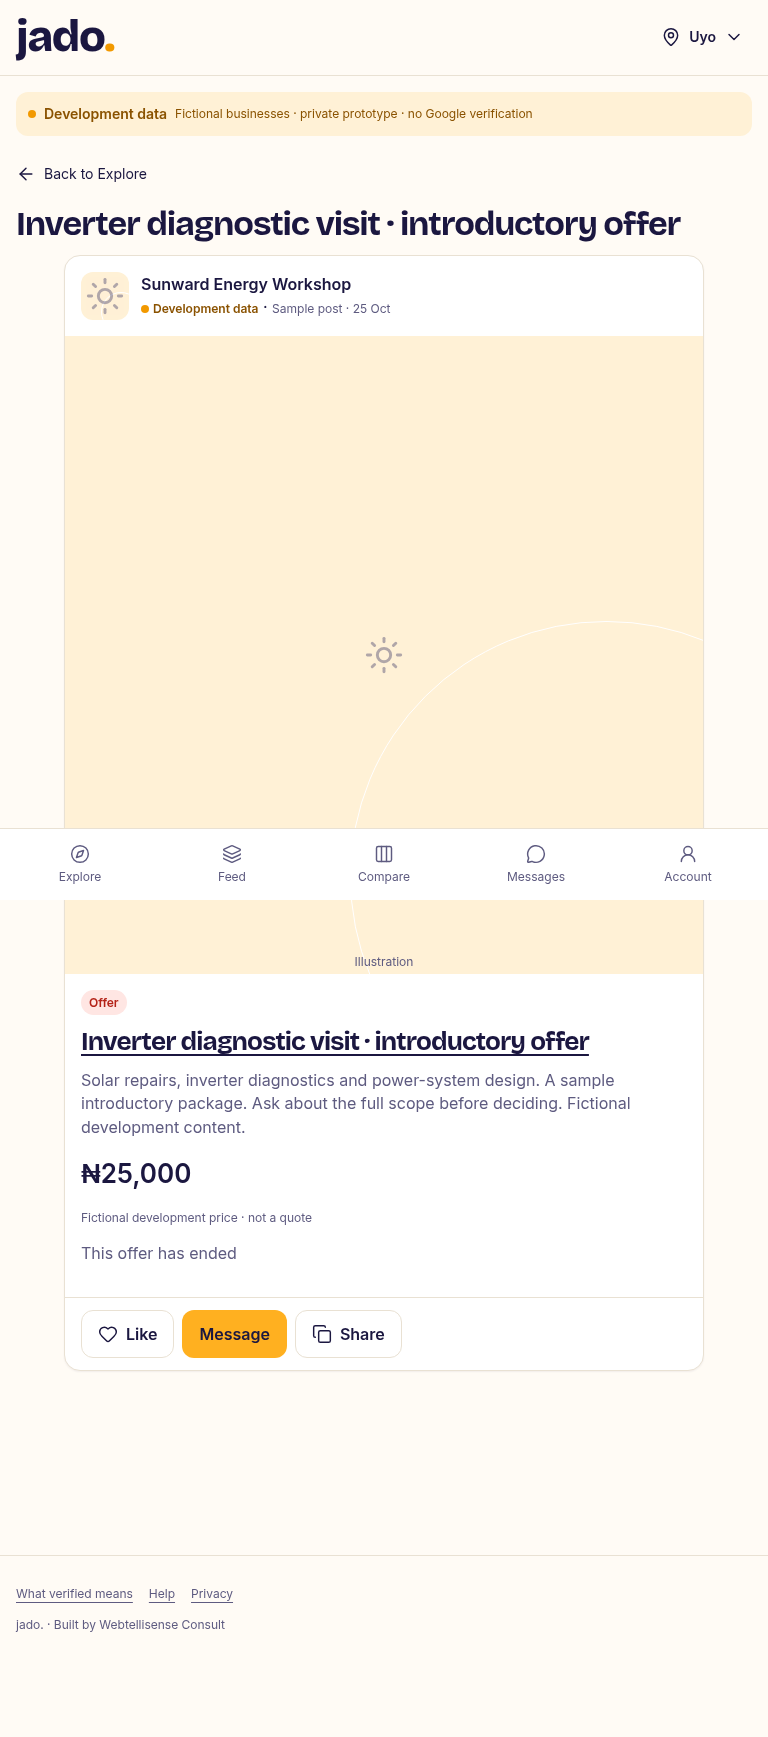 jado.
Uyo
Development data Fictional businesses · private prototype · no Google verification
Back to Explore
Inverter diagnostic visit · introductory offer
Sunward Energy Workshop
Development data · Sample post · 25 Oct
Explore
Feed
Compare
Messages
Account
Illustration
Offer
Inverter diagnostic visit · introductory offer
Solar repairs, inverter diagnostics and power-system design. A sample
introductory package. Ask about the full scope before deciding. Fictional
development content.
₦25,000
Fictional development price · not a quote
This offer has ended
Like
Message
Share
What verified means Help Privacy
jado. · Built by Webtellisense Consult